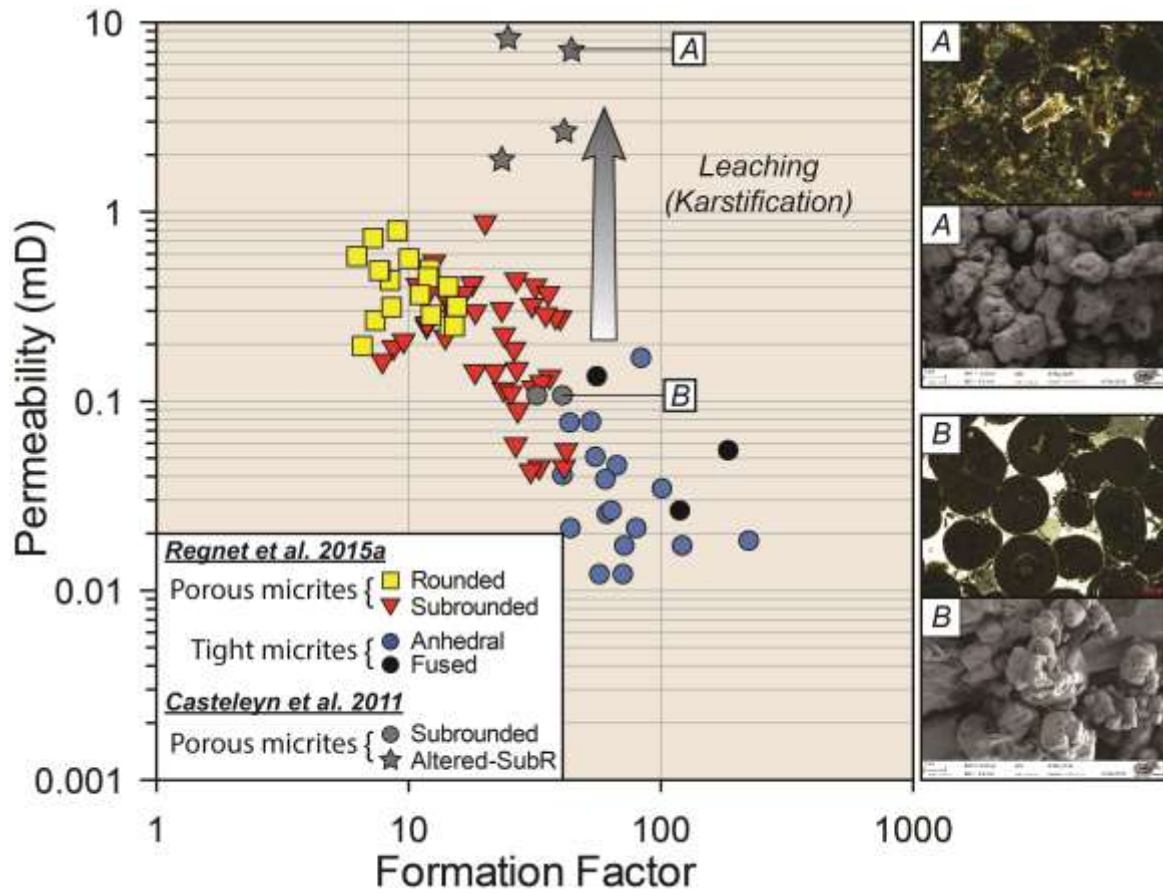 10
1
0.1
0.01
0.001
Permeability (mD)
1
10
100
1000
Formation Factor
A
B
Leaching
(Karstification)
Regnet et al. 2015a
Porous micrites { Rounded
Subrounded
Tight micrites { Anhedral
Fused
Casteleyn et al. 2011
Porous micrites { Subrounded
Altered-SubR
A
A
B
B